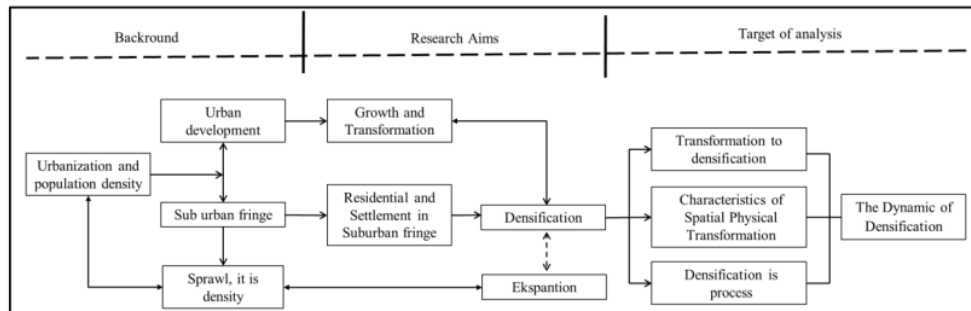 Backround
Research Aims
Target of analysis
Urban
development
Growth and
Transformation
Urbanization and
population density
Transformation to
densification
Sub urban fringe
Residential and
Settlement in
Suburban fringe
Densification
Characteristics of
Spatial Physical
Transformation
The Dynamic of
Densification
Sprawl, it is
density
Ekspantion
Densification is
process